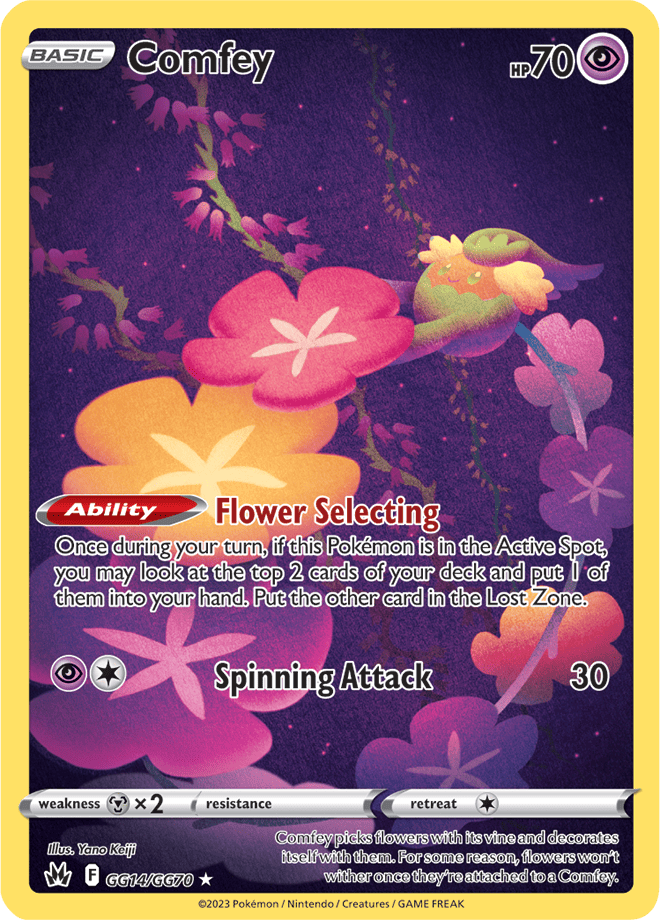 BASIC Comfey HP70
Ability Flower Selecting
Once during your turn, if this Pokémon is in the Active Spot,
you may look at the top 2 cards of your deck and put 1 of
them into your hand. Put the other card in the Lost Zone.
Spinning Attack 30
weakness ×2 resistance retreat
Illus. Yano Keiji
Comfey picks flowers with its vine and decorates
itself with them. For some reason, flowers won't
wither once they're attached to a Comfey.
F GG14/GG70
©2023 Pokémon / Nintendo / Creatures / GAME FREAK